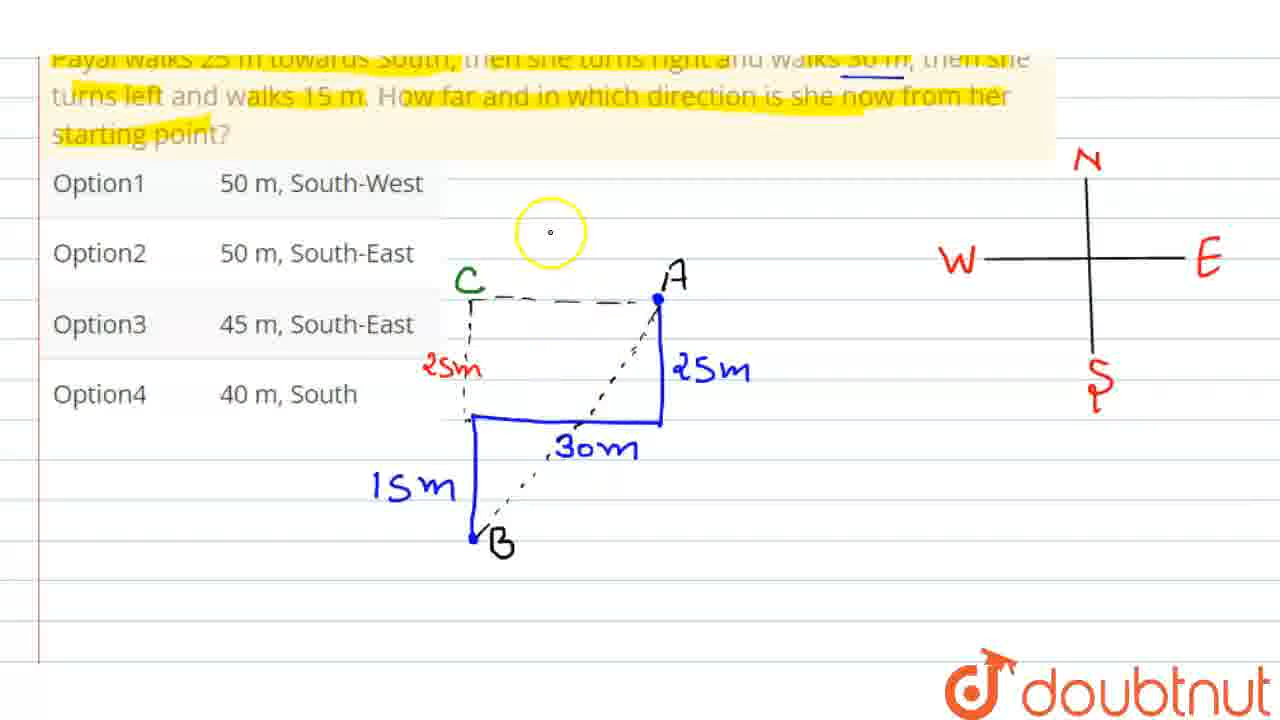 Payal walks 25 m towards South, then she turns right and walks 30 m, then she
turns left and walks 15 m. How far and in which direction is she now from her
starting point?
Option1 50 m, South-West
Option2 50 m, South-East
Option3 45 m, South-East
Option4 40 m, South
N
W E
S
C A
25m 25m
30m
15m
B
doubtnut